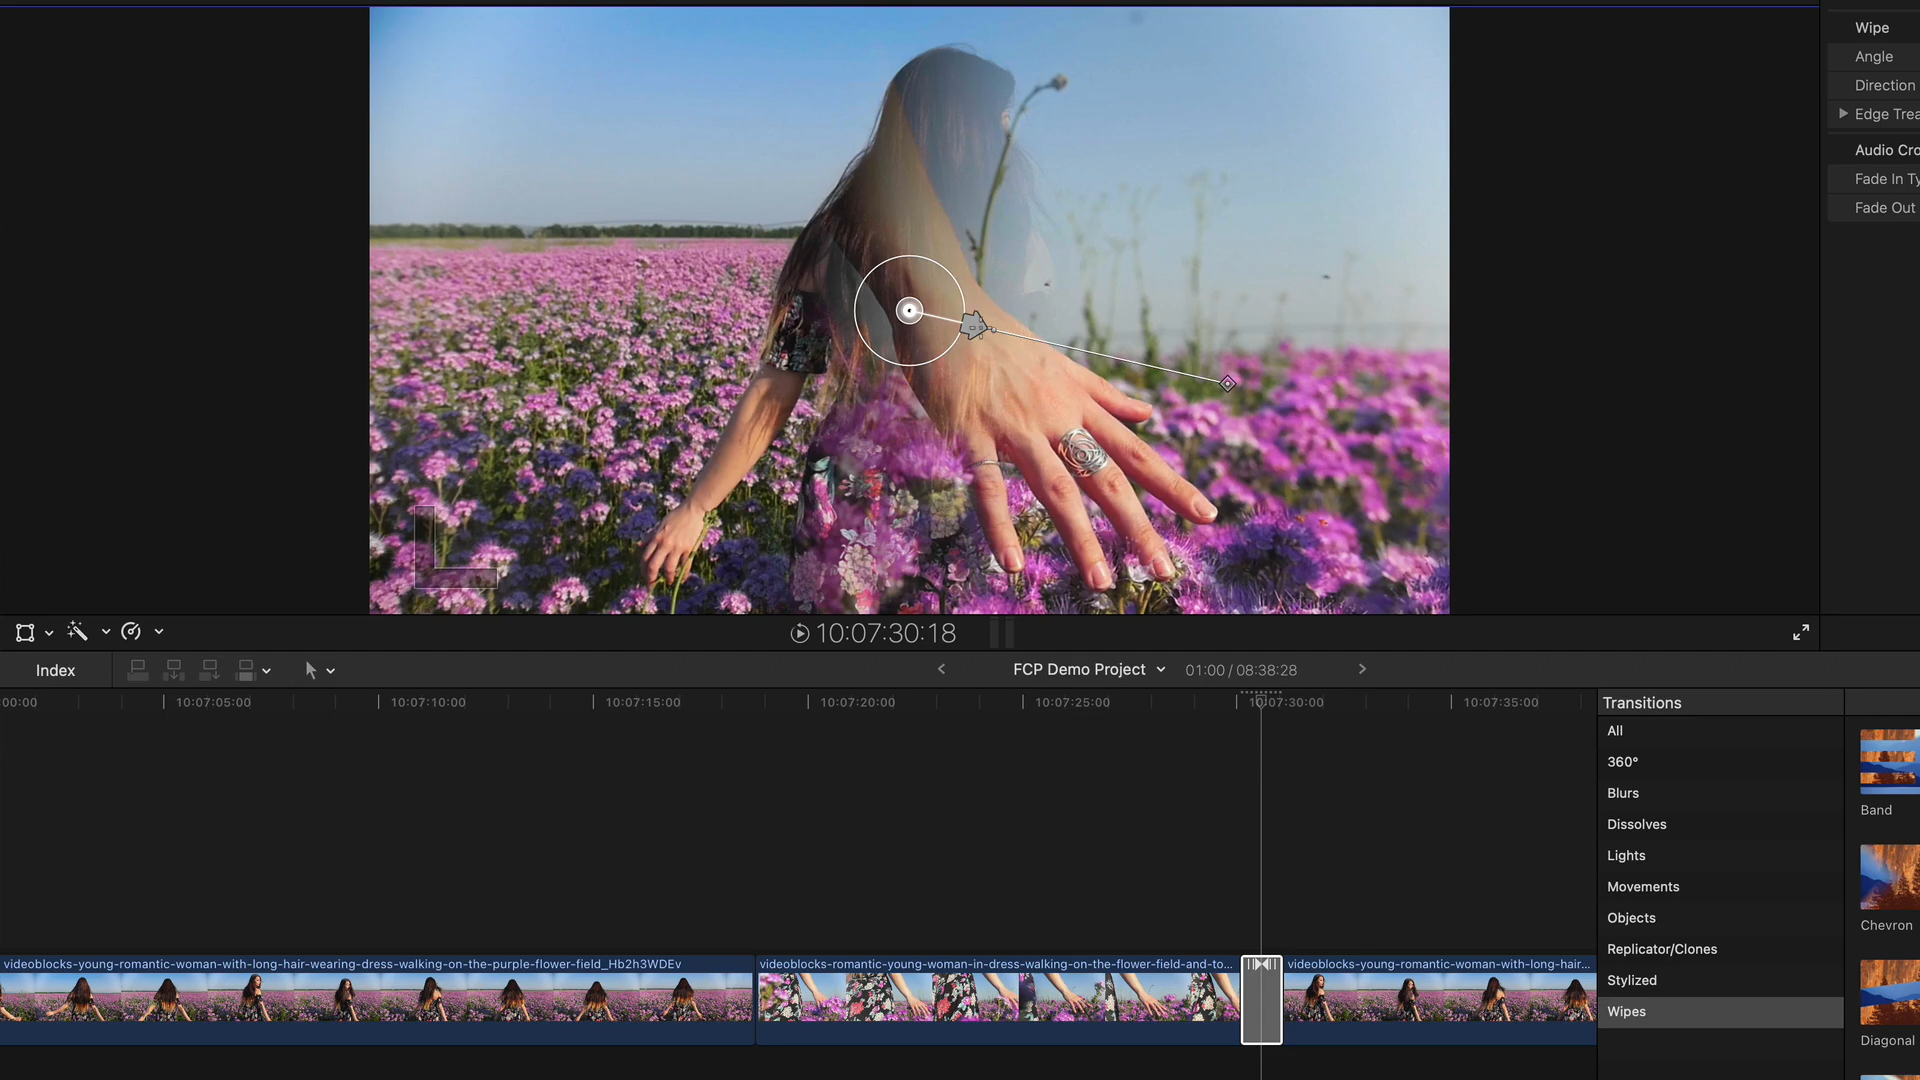 Wipe
Angle
Direction
Edge Trea
Audio Cro
Fade In Ty
Fade Out
10:07:30:18
Index
FCP Demo Project
01:00 / 08:38:28
:00:00
10:07:05:00
10:07:10:00
10:07:15:00
10:07:20:00
10:07:25:00
10:07:30:00
10:07:35:00
Transitions
All
360°
Blurs
Dissolves
Lights
Movements
Objects
Replicator/Clones
Stylized
Wipes
Band
Chevron
Diagonal
videoblocks-young-romantic-woman-with-long-hair-wearing-dress-walking-on-the-purple-flower-field_Hb2h3WDEv
videoblocks-romantic-young-woman-in-dress-walking-on-the-flower-field-and-to...
videoblocks-young-romantic-woman-with-long-hair...